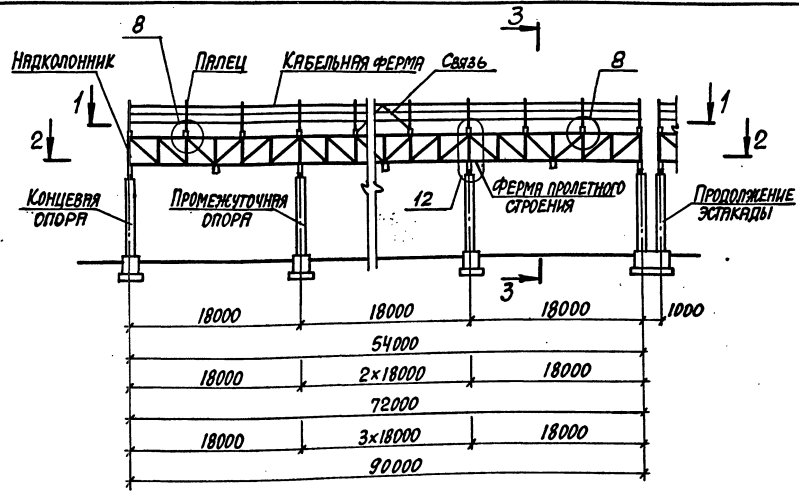 3
8
Надколонник
Палец
Кабельная ферма
Связь
8
1
1
2
2
Концевая
опора
Промежуточная
опора
12
Ферма пролетного
строения
Продолжение
эстакады
3
18000
18000
18000
1000
54000
18000
2×18000
18000
72000
18000
3×18000
18000
90000